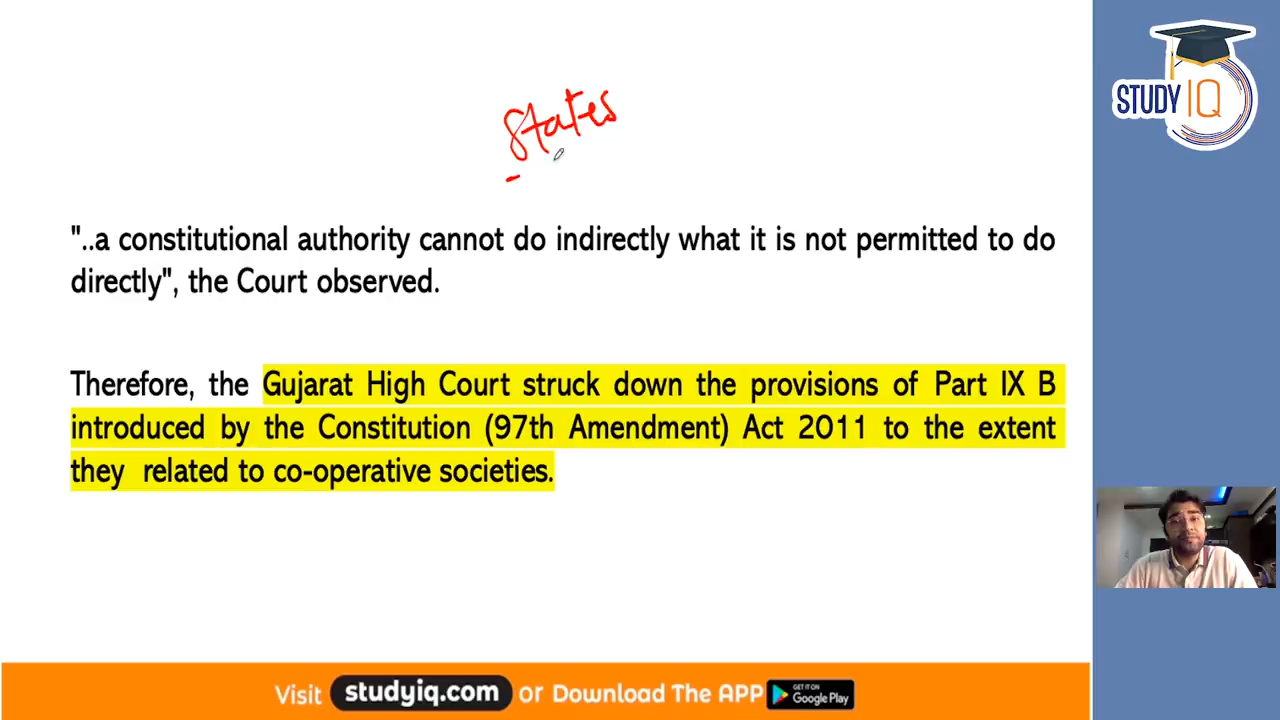 STUDY IQ
States
"..a constitutional authority cannot do indirectly what it is not permitted to do
directly", the Court observed.
Therefore, the Gujarat High Court struck down the provisions of Part IX B
introduced by the Constitution (97th Amendment) Act 2011 to the extent
they related to co-operative societies.
Visit studyiq.com or Download The APP GET IT ON Google Play